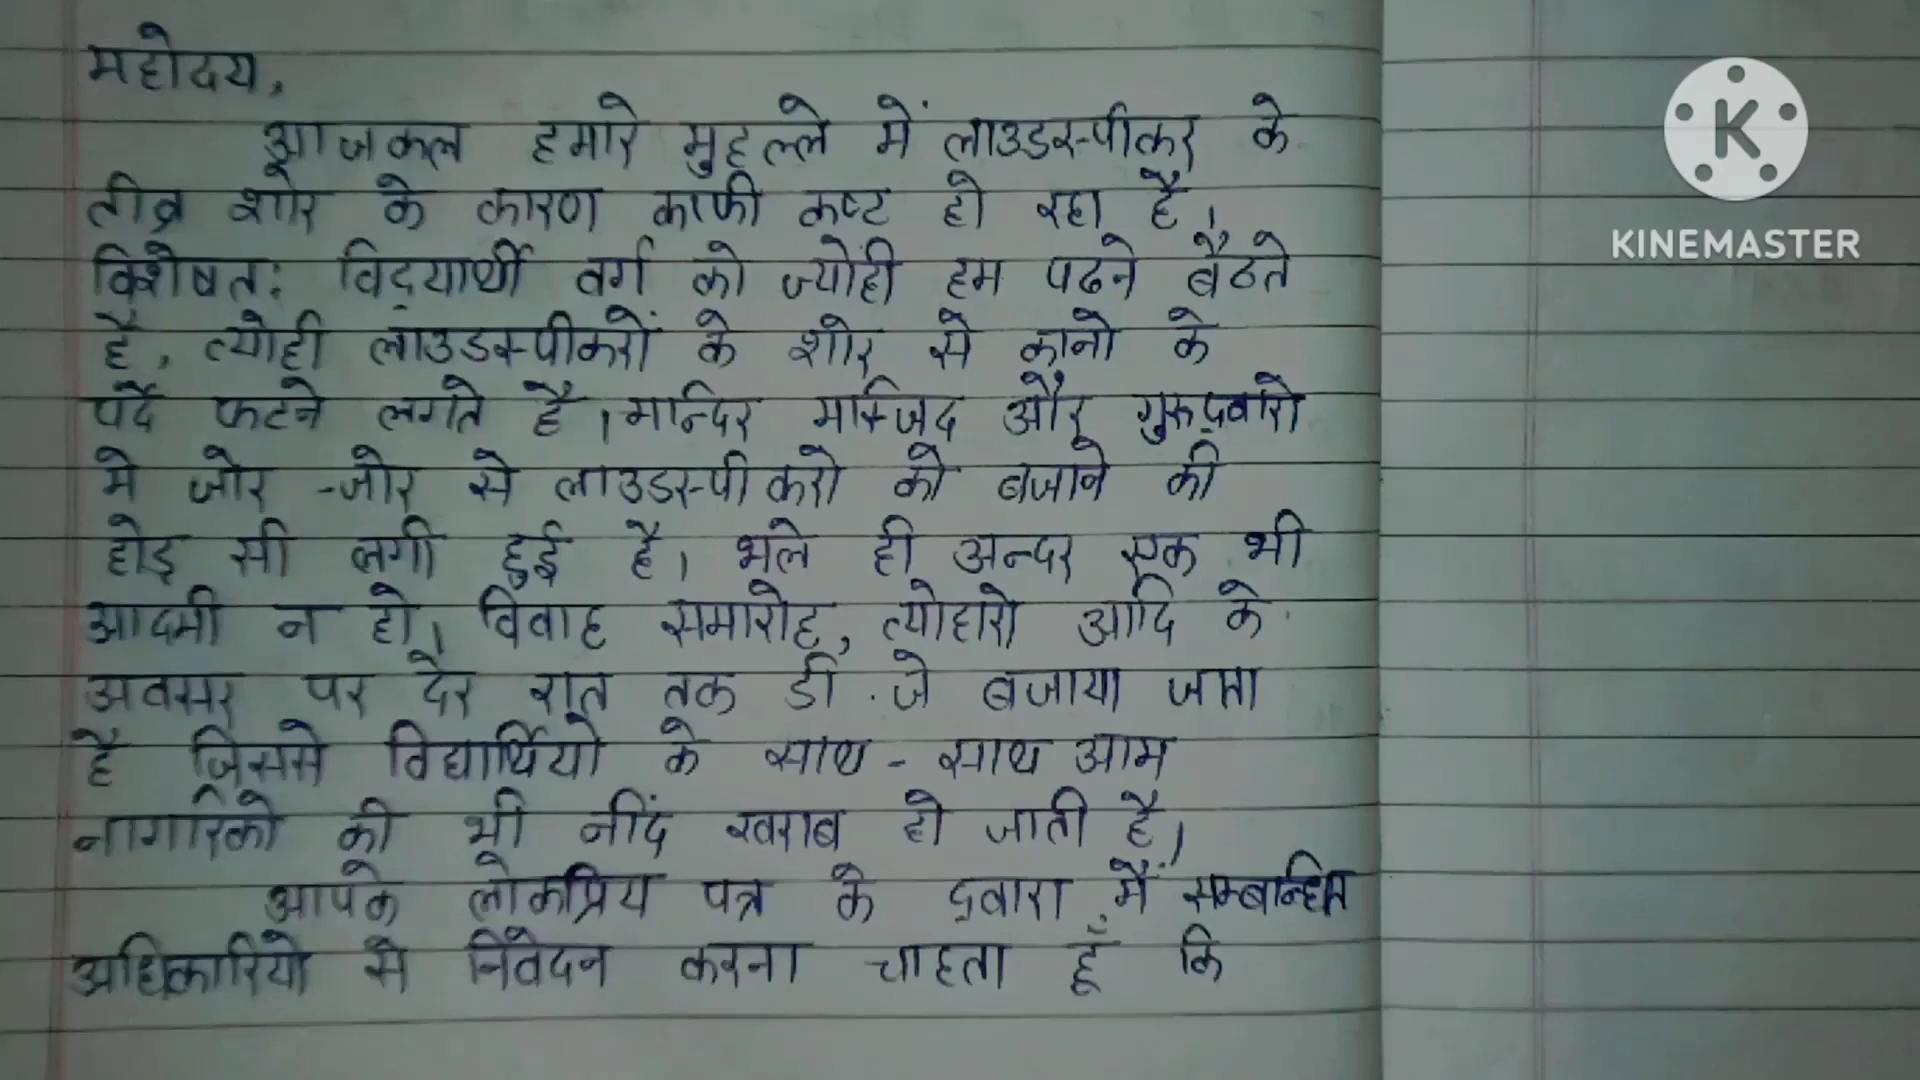 महोदय,
आजकल हमारे मुहल्ले में लाउडस्पीकर के
तीव्र शोर के कारण काफी कष्ट हो रहा है,
विशेषत: विद्‌यार्थी वर्ग को ज्योंही हम पढने बैठते
है, त्योही लाउडस्पीकरों के शोर से कानो के
पर्दे फटने लगते है। मन्दिर मस्जिद और गुरुद्‌वारो
मे जोर-जोर से लाउडस्पीकरो को बजाने की
होड़ सी लगी हुई है। भले ही अन्दर एक भी
आदमी न हो। विवाह समारोह, त्योहारो आदि के
अवसर पर देर रात तक डी.जे बजाया जाता
है जिससे विद्यार्थियो के साथ-साथ आम
नागरिको की भी नींद खराब हो जाती है।
आपके लोकप्रिय पत्र के द्‌वारा में सम्बन्धित
अधिकारियो से निवेदन करना चाहता हूँ कि
KINEMASTER